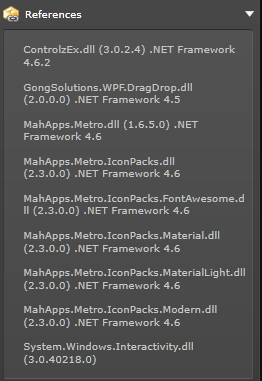 References
ControlzEx.dll (3.0.2.4) .NET Framework
4.6.2
GongSolutions.WPF.DragDrop.dll
(2.0.0.0) .NET Framework 4.5
MahApps.Metro.dll (1.6.5.0) .NET
Framework 4.6
MahApps.Metro.IconPacks.dll
(2.3.0.0) .NET Framework 4.6
MahApps.Metro.IconPacks.FontAwesome.d
ll (2.3.0.0) .NET Framework 4.6
MahApps.Metro.IconPacks.Material.dll
(2.3.0.0) .NET Framework 4.6
MahApps.Metro.IconPacks.MaterialLight.dll
(2.3.0.0) .NET Framework 4.6
MahApps.Metro.IconPacks.Modern.dll
(2.3.0.0) .NET Framework 4.6
System.Windows.Interactivity.dll
(3.0.40218.0)